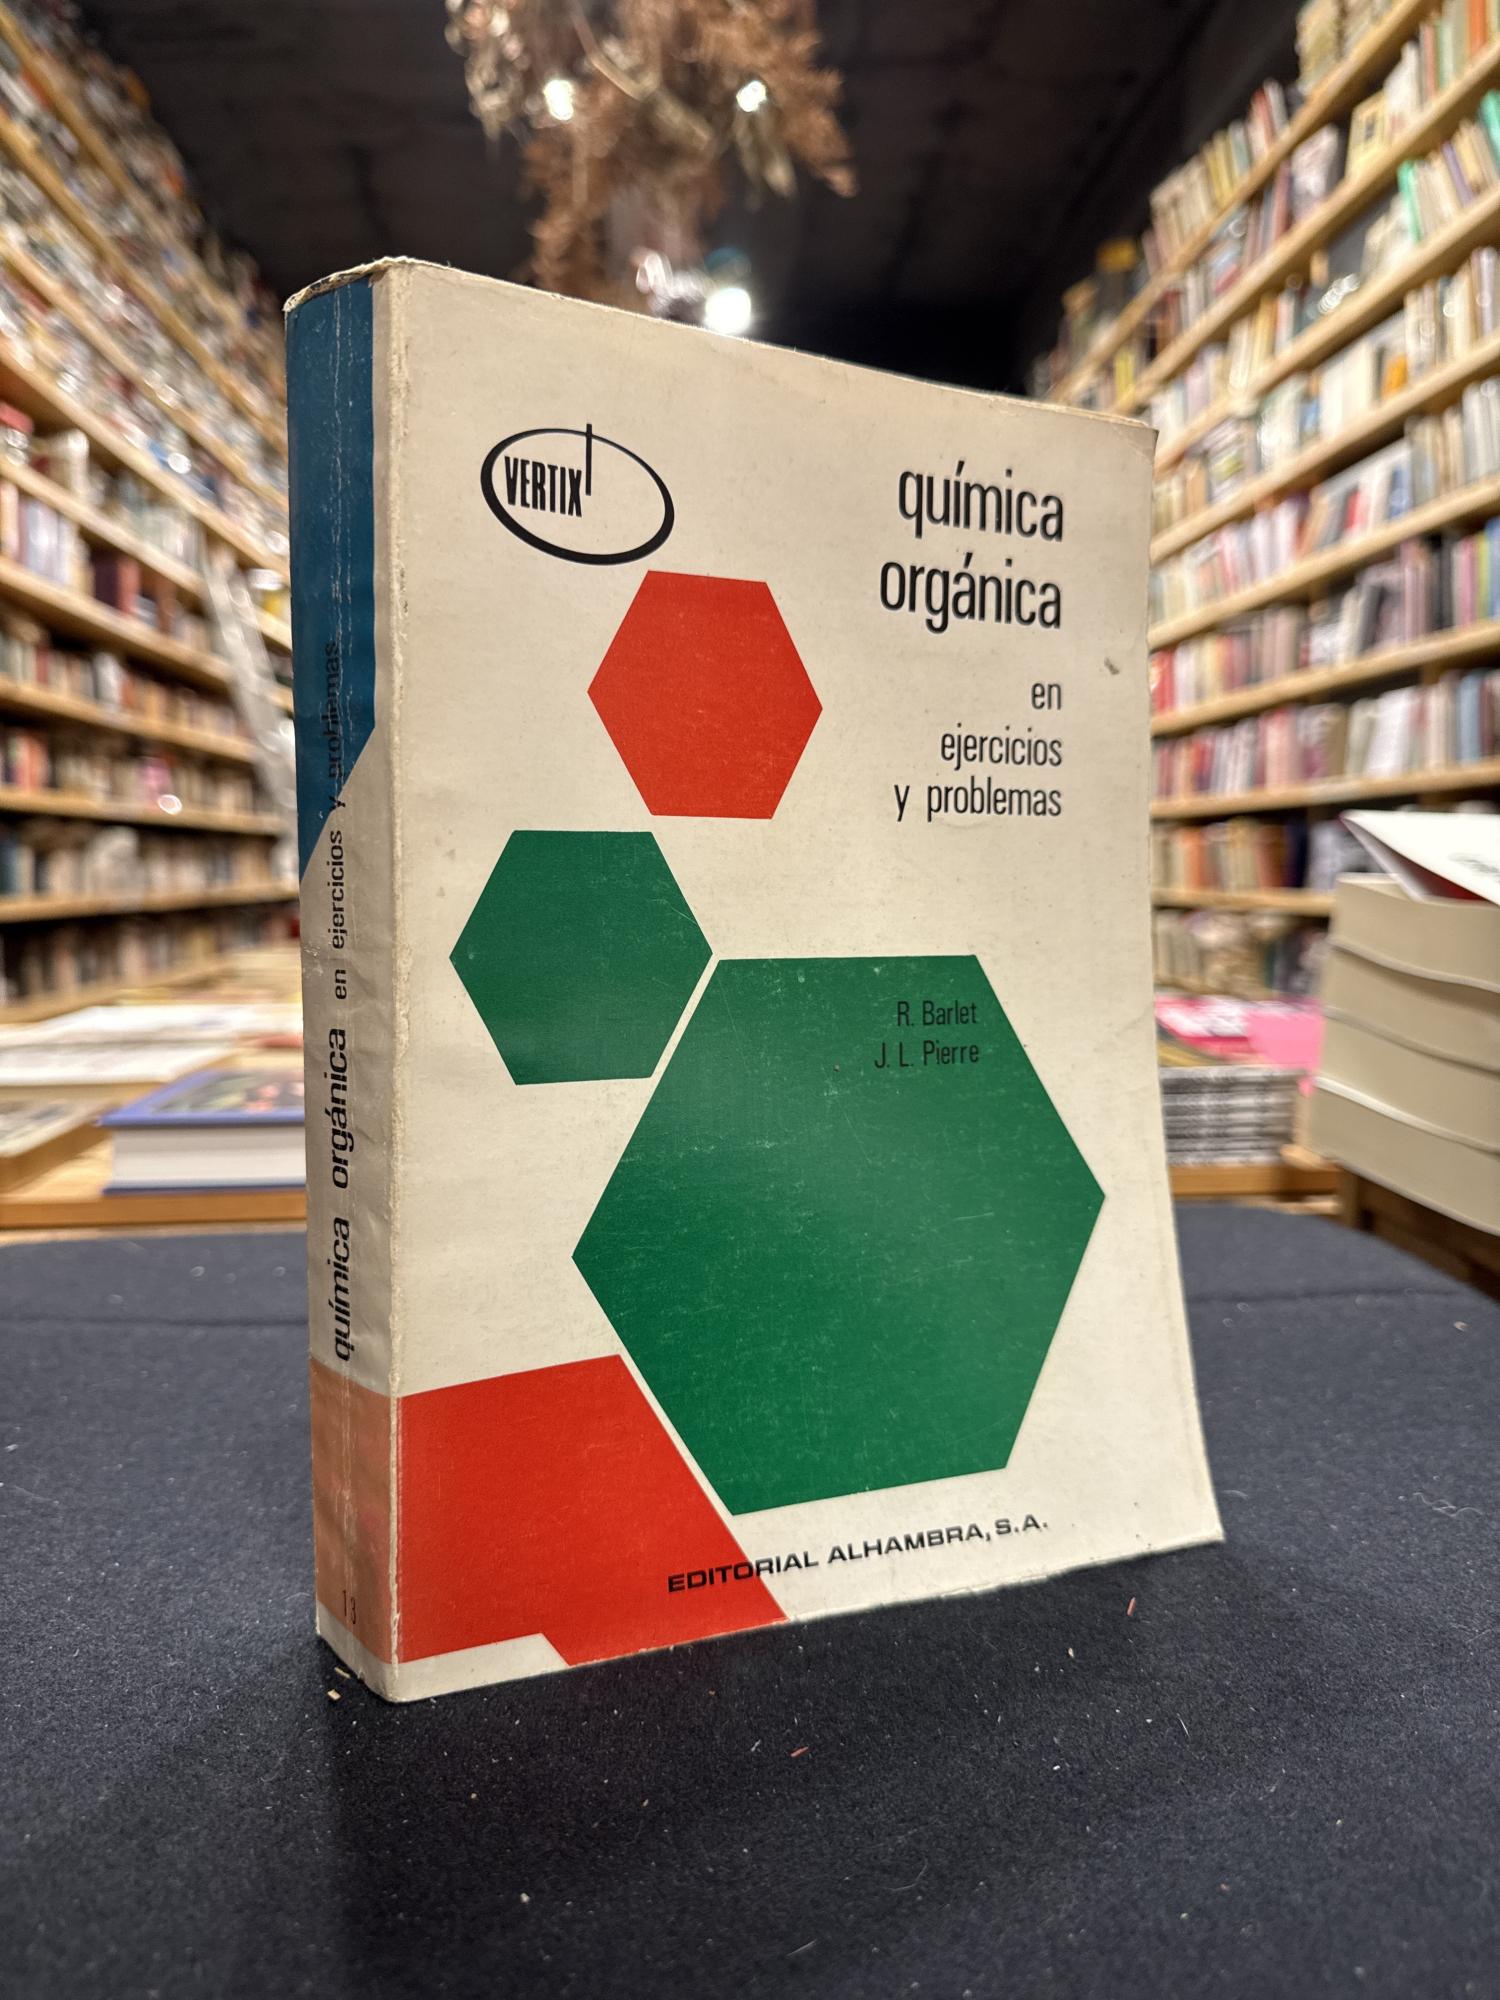 VERTIX
química
orgánica
en
ejercicios
y problemas
R. Barlet
J. L. Pierre
EDITORIAL ALHAMBRA, S.A.
química orgánica en ejercicios y problemas
13